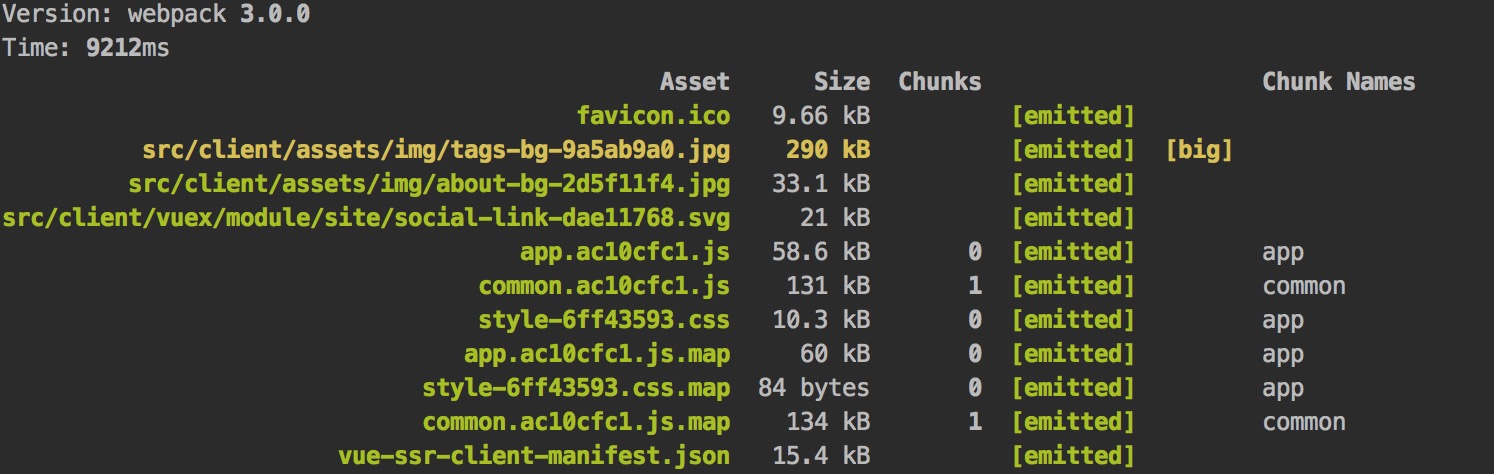 Version: webpack 3.0.0
Time: 9212ms
Asset Size Chunks Chunk Names
favicon.ico 9.66 kB [emitted]
src/client/assets/img/tags-bg-9a5ab9a0.jpg 290 kB [emitted] [big]
src/client/assets/img/about-bg-2d5f11f4.jpg 33.1 kB [emitted]
src/client/vuex/module/site/social-link-dae11768.svg 21 kB [emitted]
app.ac10cfc1.js 58.6 kB 0 [emitted] app
common.ac10cfc1.js 131 kB 1 [emitted] common
style-6ff43593.css 10.3 kB 0 [emitted] app
app.ac10cfc1.js.map 60 kB 0 [emitted] app
style-6ff43593.css.map 84 bytes 0 [emitted] app
common.ac10cfc1.js.map 134 kB 1 [emitted] common
vue-ssr-client-manifest.json 15.4 kB [emitted]